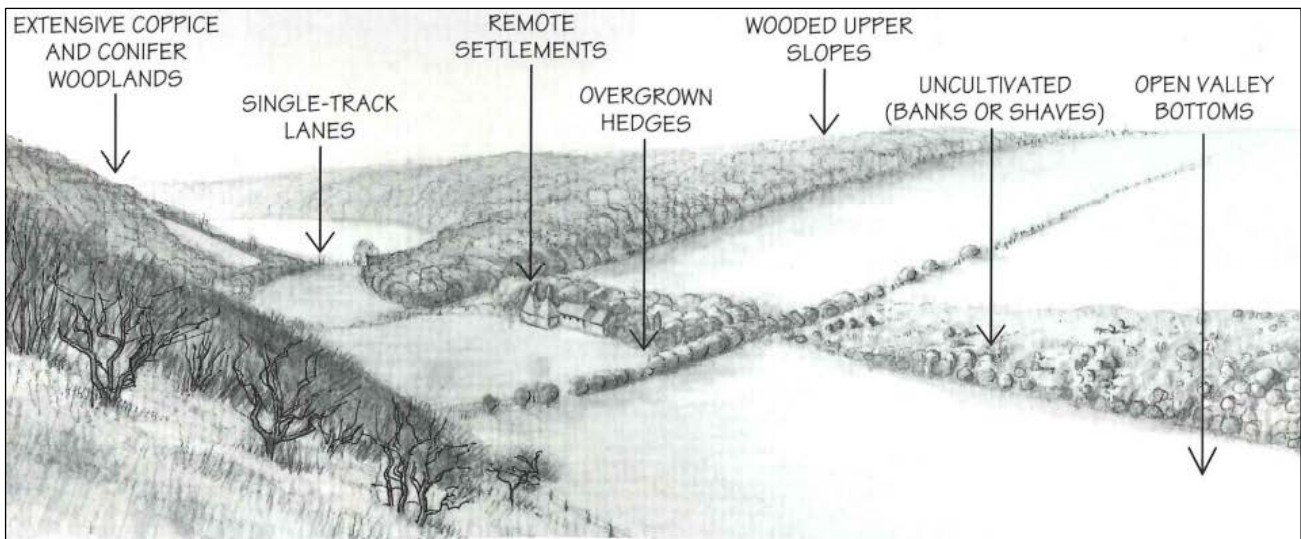 EXTENSIVE COPPICE
AND CONIFER
WOODLANDS
SINGLE-TRACK
LANES
REMOTE
SETTLEMENTS
OVERGROWN
HEDGES
WOODED UPPER
SLOPES
UNCULTIVATED
(BANKS OR SHAVES)
OPEN VALLEY
BOTTOMS